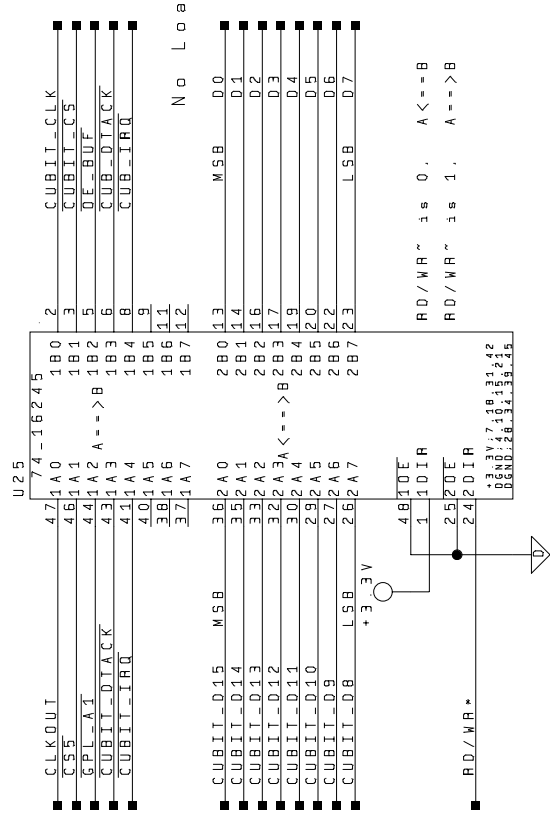 U25
74-16245
CLKOUT 47 1A0 1B0 2 CUBIT_CLK
CS5 46 1A1 1B1 3 CUBIT_CS
GPL_A1 44 1A2 1B2 5 OE_BUF
A==>B
CUBIT_DTACK 43 1A3 1B3 6 CUB_DTACK
CUBIT_IRQ 41 1A4 1B4 8 CUB_IRQ
40 1A5 1B5 9
38 1A6 1B6 11
37 1A7 1B7 12
No Loa
CUBIT_D15 MSB 36 2A0 2B0 13 MSB D0
CUBIT_D14 35 2A1 2B1 14 D1
CUBIT_D13 33 2A2 2B2 16 D2
CUBIT_D12 32 2A3 2B3 17 D3
A<==>B
CUBIT_D11 30 2A4 2B4 19 D4
CUBIT_D10 29 2A5 2B5 20 D5
CUBIT_D9 27 2A6 2B6 22 D6
CUBIT_D8 LSB 26 2A7 2B7 23 LSB D7
+3.3V
48 1OE
1 1DIR
25 2OE
RD/WR* 24 2DIR
RD/WR~ is 0, A<==B
RD/WR~ is 1, A==>B
+3.3V:7,18,31,42
DGND:4,10,15,21
DGND:28,34,39,45
D